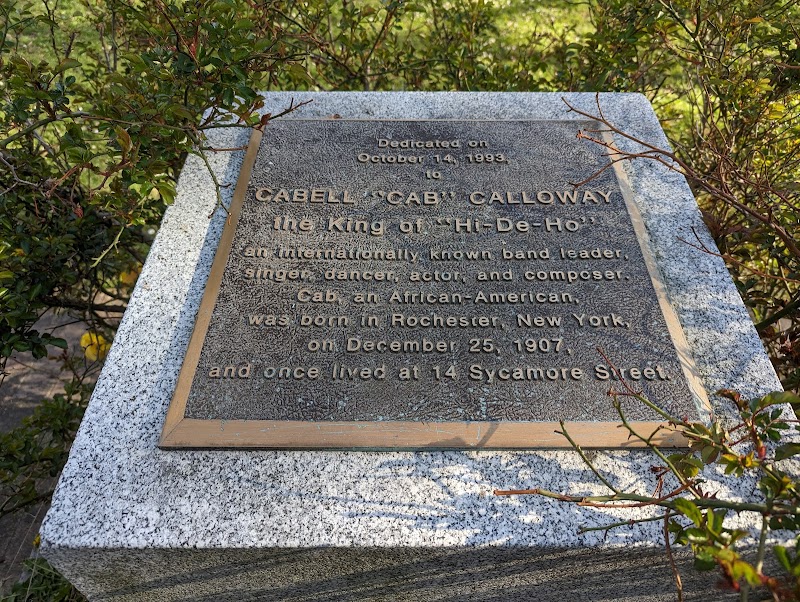 Dedicated on
October 14, 1993,
to
CABELL "CAB" CALLOWAY
the King of "Hi-De-Ho"
an internationally known band leader,
singer, dancer, actor, and composer.
Cab, an African-American,
was born in Rochester, New York,
on December 25, 1907,
and once lived at 14 Sycamore Street.